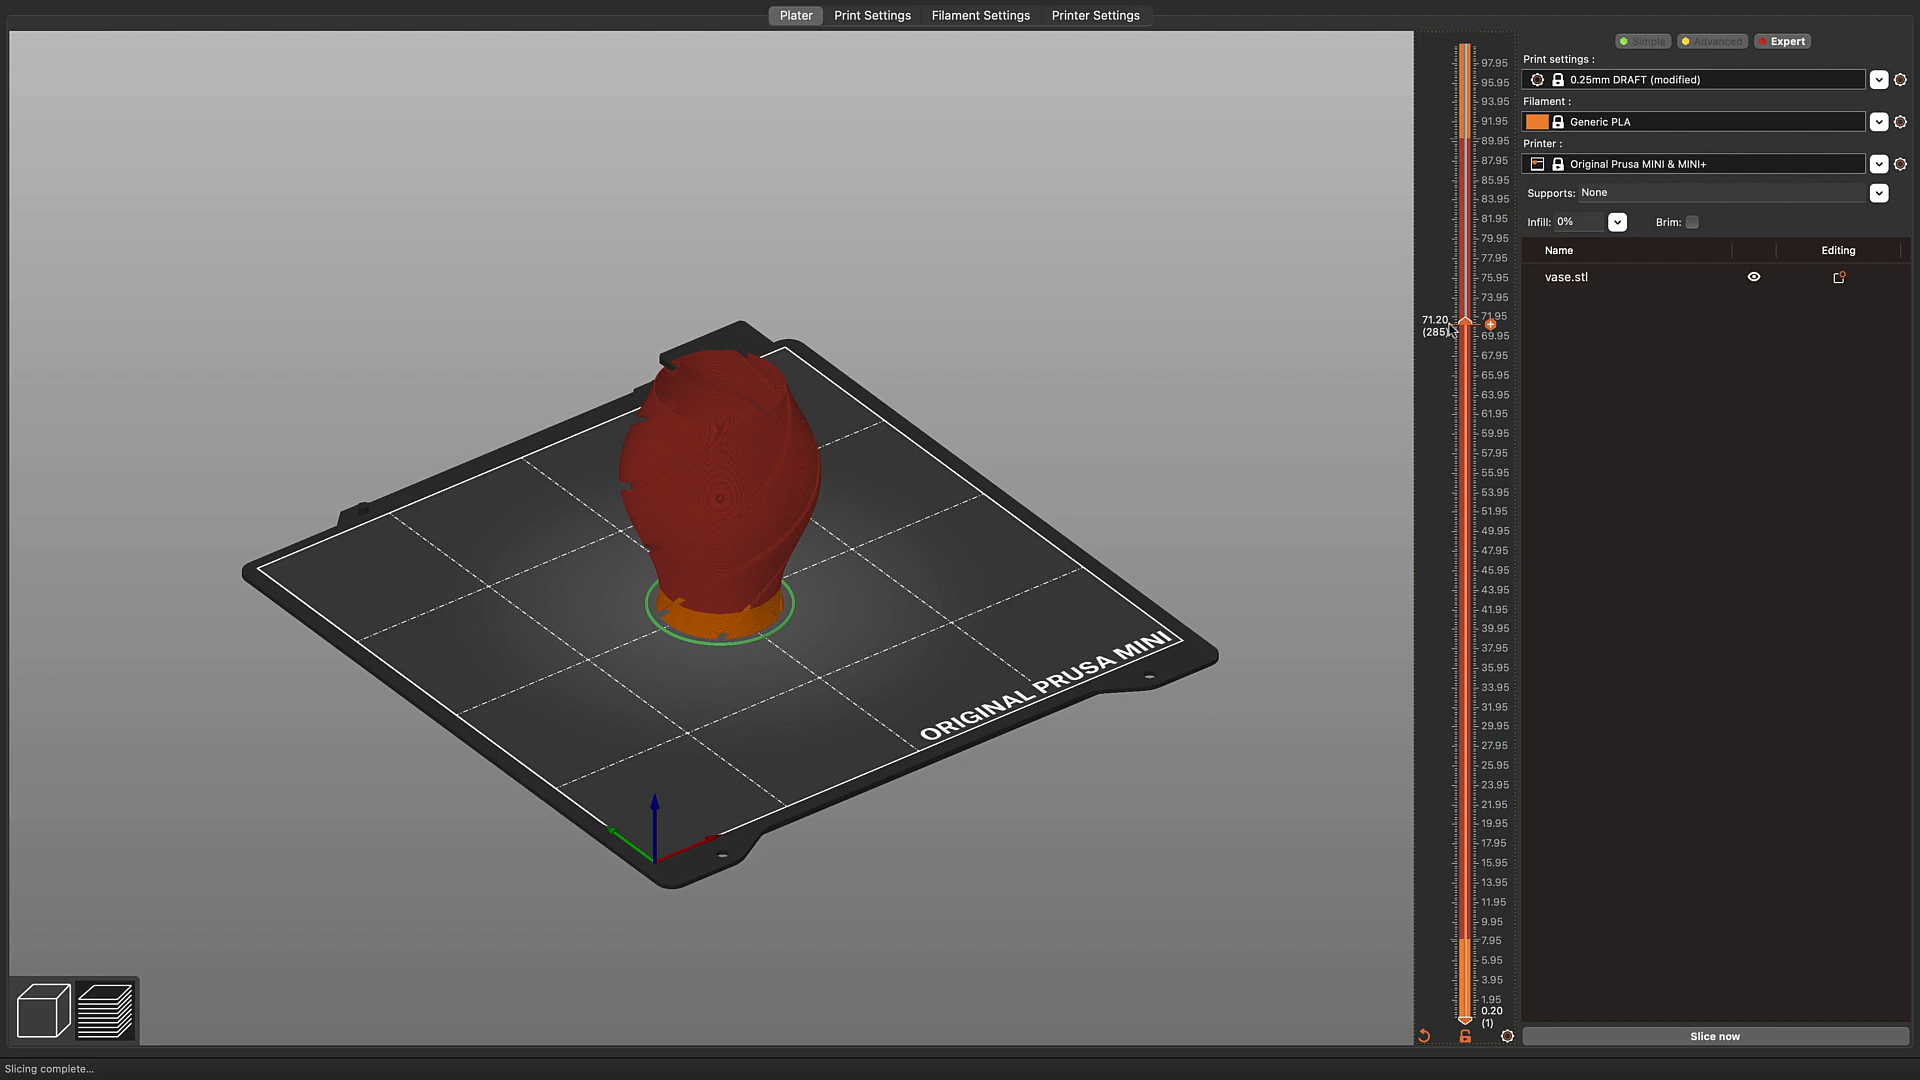 Plater
Print Settings
Filament Settings
Printer Settings
Simple
Advanced
Expert
Print settings :
0.25mm DRAFT (modified)
Filament :
Generic PLA
Printer :
Original Prusa MINI & MINI+
Supports: None
Infill: 0%
Brim:
Name
Editing
vase.stl
97.95
95.95
93.95
91.95
89.95
87.95
85.95
83.95
81.95
79.95
77.95
75.95
73.95
71.95
71.20
(285)
69.95
67.95
65.95
63.95
61.95
59.95
57.95
55.95
53.95
51.95
49.95
47.95
45.95
43.95
41.95
39.95
37.95
35.95
33.95
31.95
29.95
27.95
25.95
23.95
21.95
19.95
17.95
15.95
13.95
11.95
9.95
7.95
5.95
3.95
1.95
0.20
(1)
ORIGINAL PRUSA MINI
Slice now
Slicing complete...